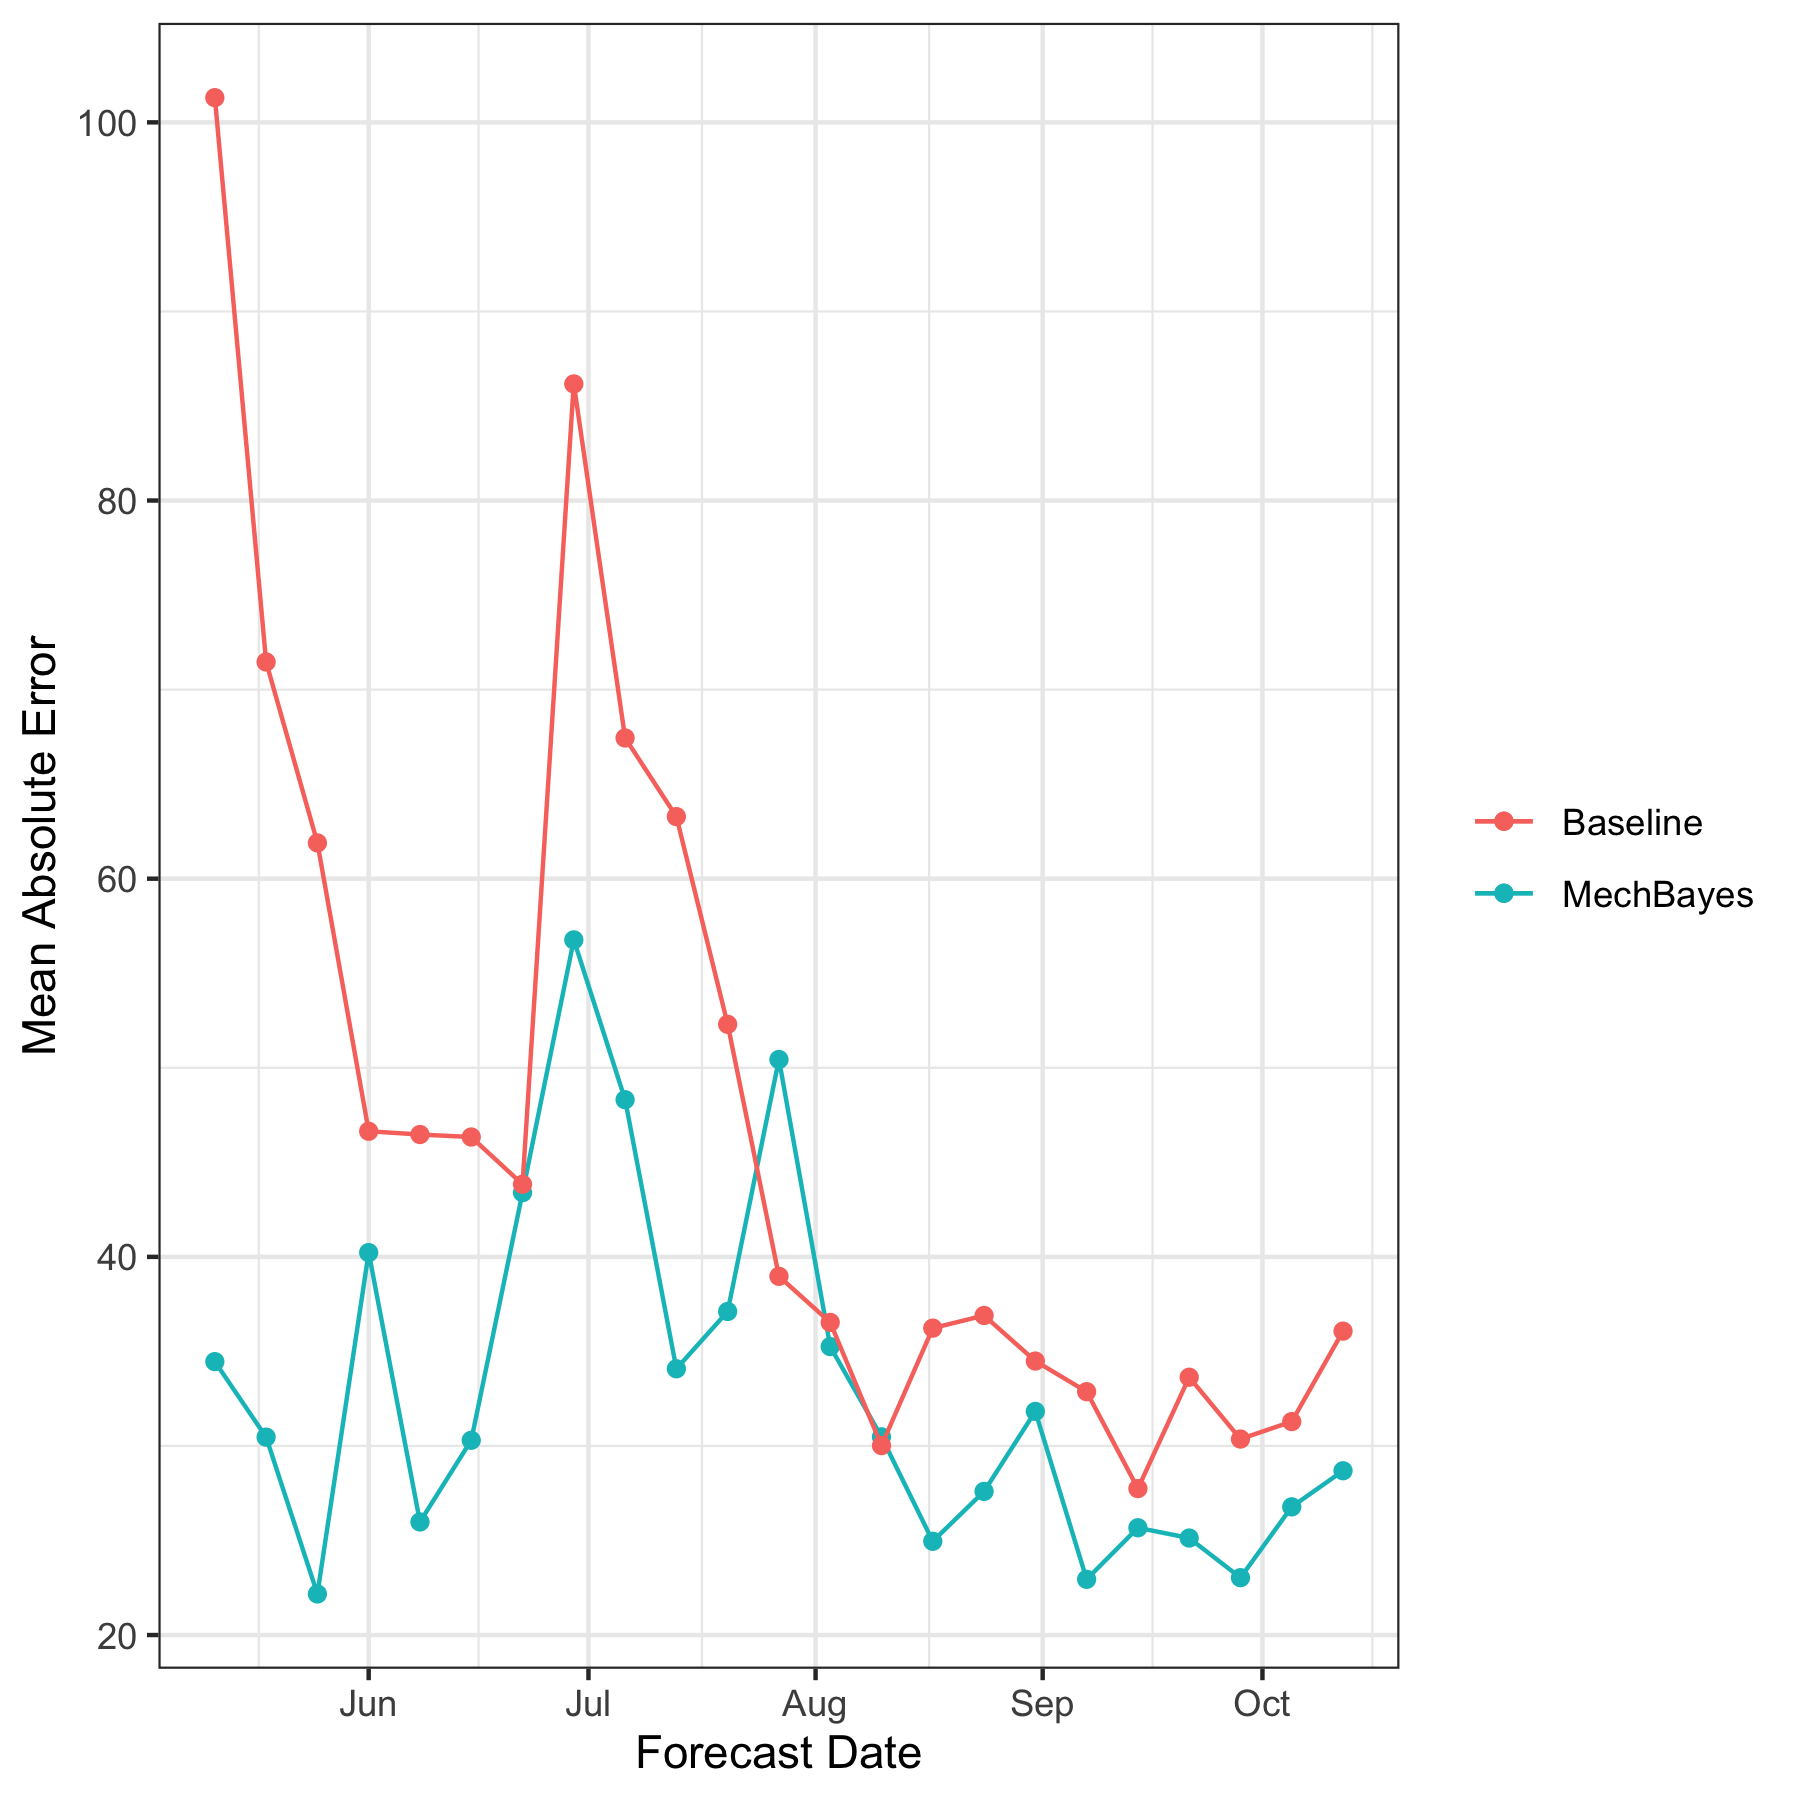 Mean Absolute Error
100
80
60
40
20
Jun Jul Aug Sep Oct
Forecast Date
Baseline
MechBayes